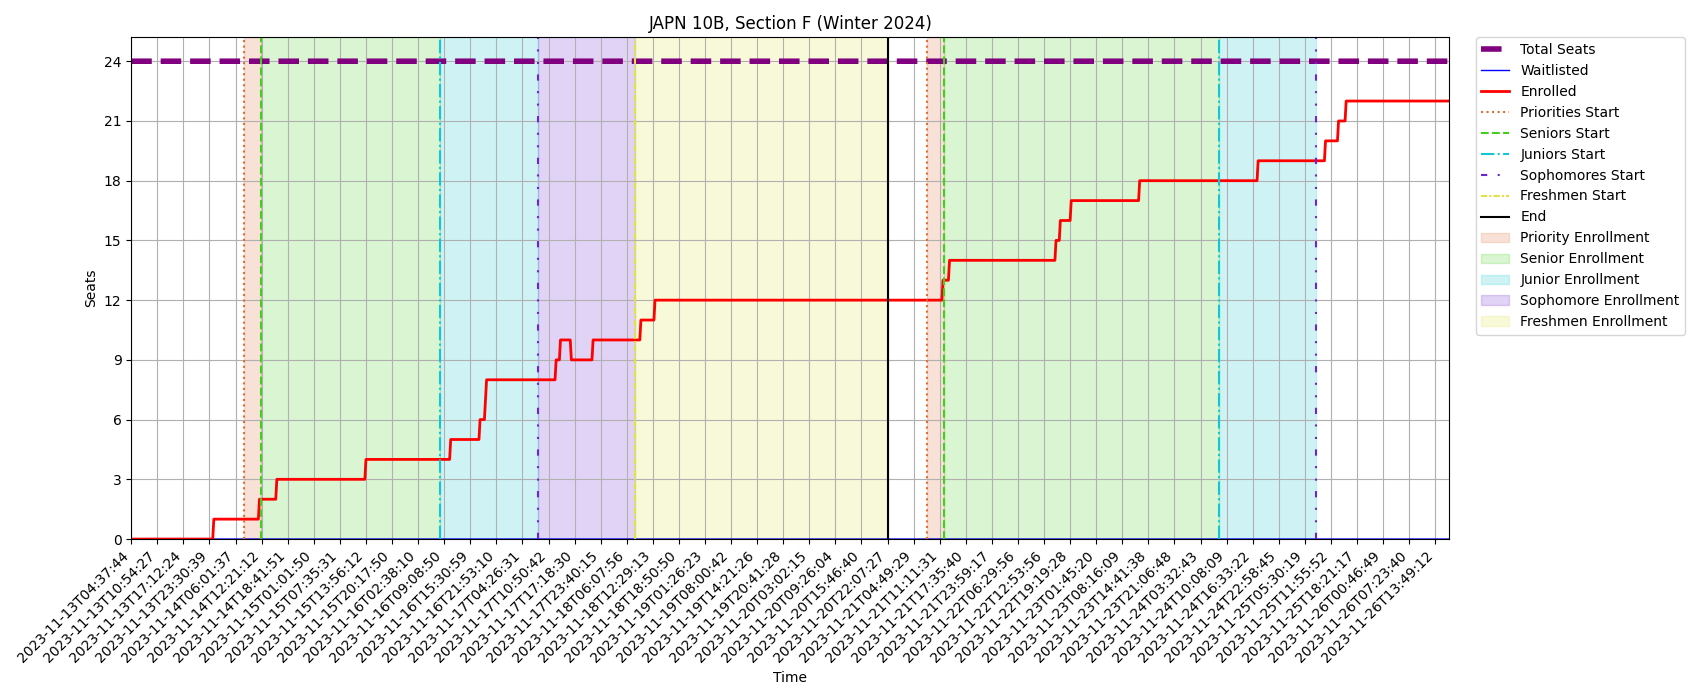 JAPN 10B, Section F (Winter 2024)
Seats
24
21
18
15
12
9
6
3
0
2023-11-13T04:37:44
2023-11-13T10:54:27
2023-11-13T17:12:24
2023-11-13T23:30:39
2023-11-14T06:01:37
2023-11-14T12:21:12
2023-11-14T18:41:51
2023-11-15T01:01:50
2023-11-15T07:35:31
2023-11-15T13:56:12
2023-11-15T20:17:50
2023-11-16T02:38:10
2023-11-16T09:08:50
2023-11-16T15:30:59
2023-11-16T21:53:10
2023-11-17T04:26:31
2023-11-17T10:50:42
2023-11-17T17:18:30
2023-11-17T23:40:15
2023-11-18T06:07:56
2023-11-18T12:29:13
2023-11-18T18:50:50
2023-11-19T01:26:23
2023-11-19T08:00:42
2023-11-19T14:21:26
2023-11-19T20:41:28
2023-11-20T03:02:15
2023-11-20T09:26:04
2023-11-20T15:46:40
2023-11-20T22:07:27
2023-11-21T04:49:29
2023-11-21T11:11:31
2023-11-21T17:35:40
2023-11-21T23:59:17
2023-11-22T06:29:56
2023-11-22T12:53:56
2023-11-22T19:19:28
2023-11-23T01:45:20
2023-11-23T08:16:09
2023-11-23T14:41:38
2023-11-23T21:06:48
2023-11-24T03:32:43
2023-11-24T10:08:09
2023-11-24T16:33:22
2023-11-24T22:58:45
2023-11-25T05:30:19
2023-11-25T11:55:52
2023-11-25T18:21:17
2023-11-26T00:46:49
2023-11-26T07:23:40
2023-11-26T13:49:12
Time
Total Seats
Waitlisted
Enrolled
Priorities Start
Seniors Start
Juniors Start
Sophomores Start
Freshmen Start
End
Priority Enrollment
Senior Enrollment
Junior Enrollment
Sophomore Enrollment
Freshmen Enrollment